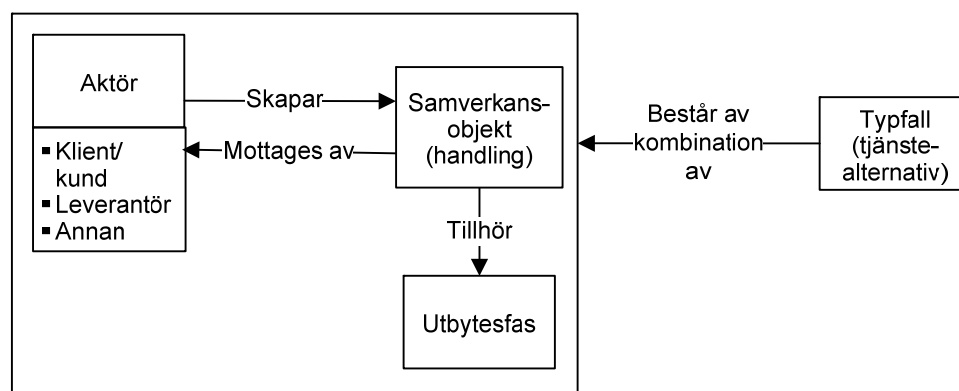 Aktör
▪ Klient/
kund
▪ Leverantör
▪ Annan
Skapar
Mottages av
Samverkans-
objekt
(handling)
Tillhör
Utbytesfas
Består av
kombination
av
Typfall
(tjänste-
alternativ)